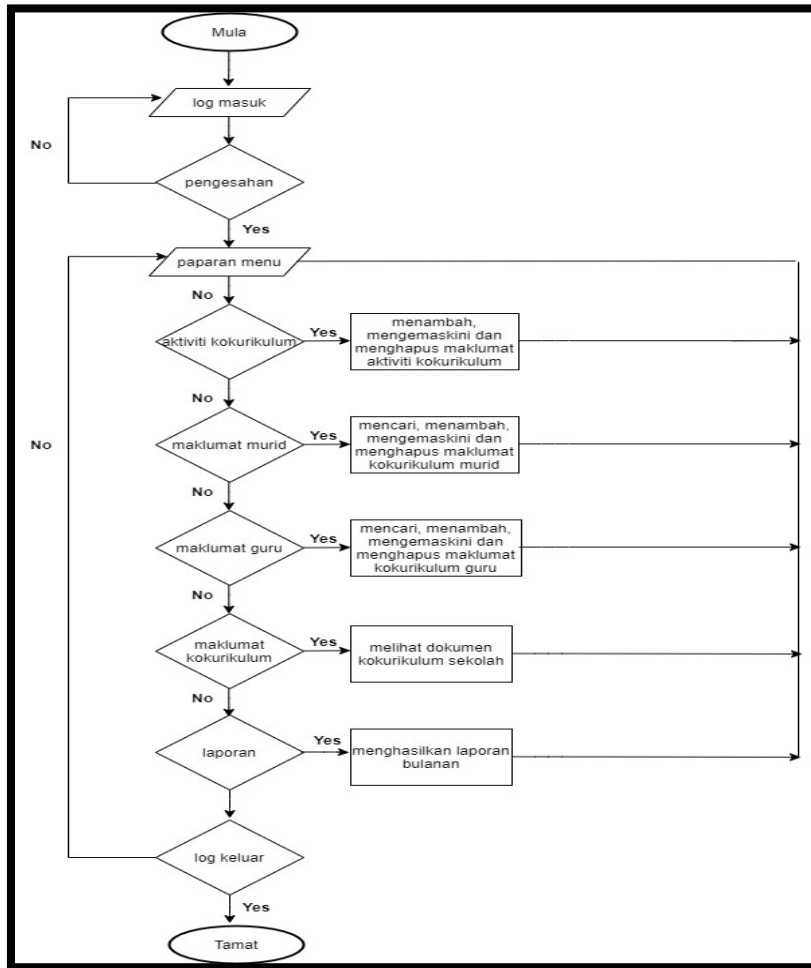 Mula
log masuk
No
pengesahan
Yes
paparan menu
No
aktiviti kokurikulum
Yes
menambah,
mengemaskini dan
menghapus maklumat
aktiviti kokurikulum
No
No
maklumat murid
Yes
mencari, menambah,
mengemaskini dan
menghapus maklumat
kokurikulum murid
No
maklumat guru
Yes
mencari, menambah,
mengemaskini dan
menghapus maklumat
kokurikulum guru
No
maklumat
kokurikulum
Yes
melihat dokumen
kokurikulum sekolah
No
laporan
Yes
menghasilkan laporan
bulanan
log keluar
Yes
Tamat